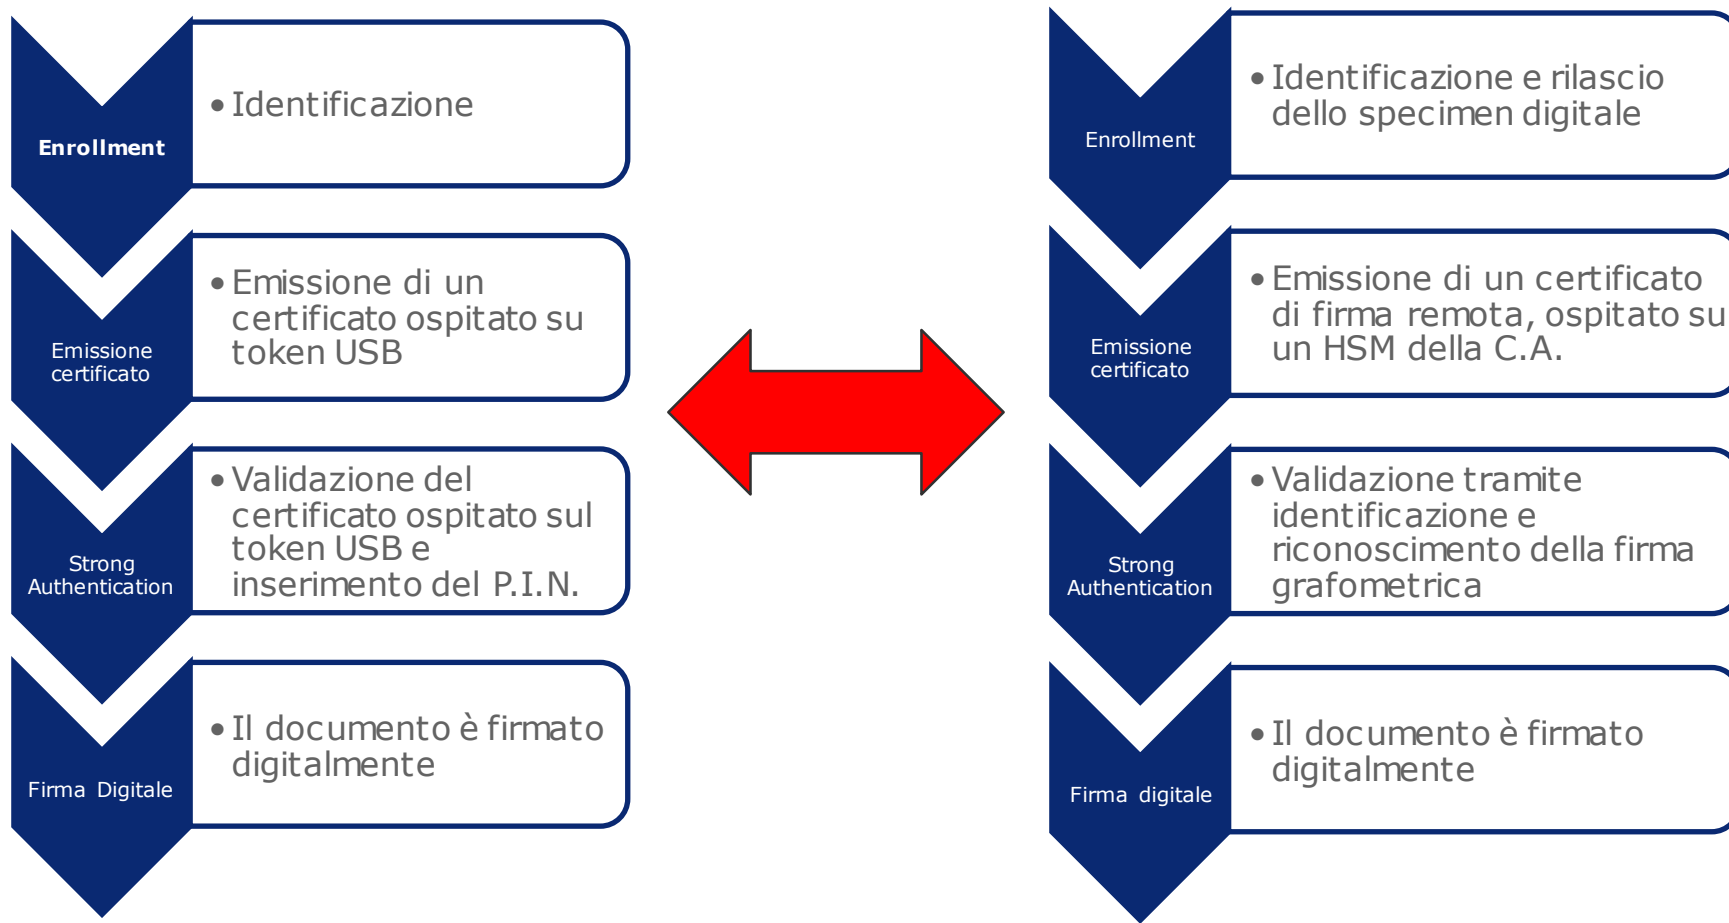 Enrollment
• Identificazione
Emissione
certificato
• Emissione di un
certificato ospitato su
token USB
Strong
Authentication
• Validazione del
certificato ospitato sul
token USB e
inserimento del P.I.N.
Firma Digitale
• Il documento è firmato
digitalmente
Enrollment
• Identificazione e rilascio
dello specimen digitale
Emissione
certificato
• Emissione di un certificato
di firma remota, ospitato su
un HSM della C.A.
Strong
Authentication
• Validazione tramite
identificazione e
riconoscimento della firma
grafometrica
Firma digitale
• Il documento è firmato
digitalmente